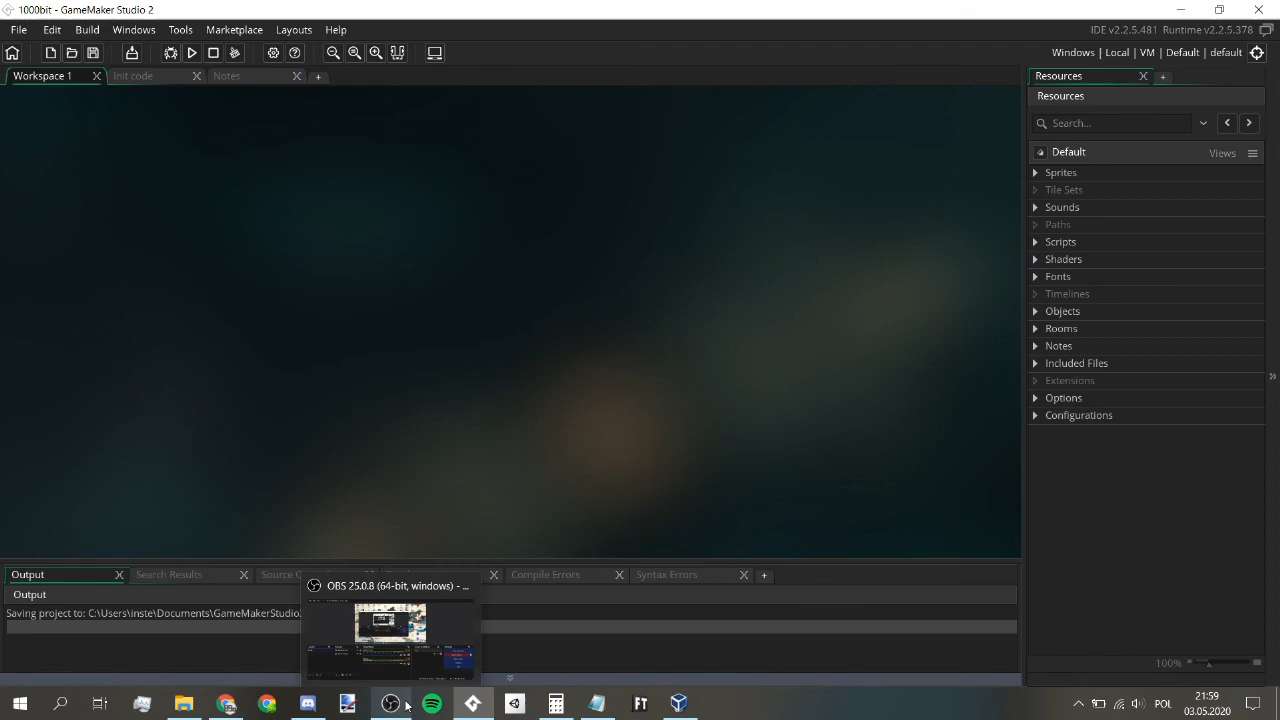 1000bit - GameMaker Studio 2
File Edit Build Windows Tools Marketplace Layouts Help
IDE v2.2.5.481 Runtime v2.2.5.378
Windows | Local | VM | Default | default
Workspace 1
Init code
Notes
Resources
Resources
Search...
Default
Views
Sprites
Tile Sets
Sounds
Paths
Scripts
Shaders
Fonts
Timelines
Objects
Rooms
Notes
Included Files
Extensions
Options
Configurations
Output
Search Results
Source
Compile Errors
Syntax Errors
Output
Saving project to: C:\Users\inste\Documents\GameMakerStudio
OBS 25.0.8 (64-bit, windows) - ...
100%
FT
POL
21:59
03.05.2020